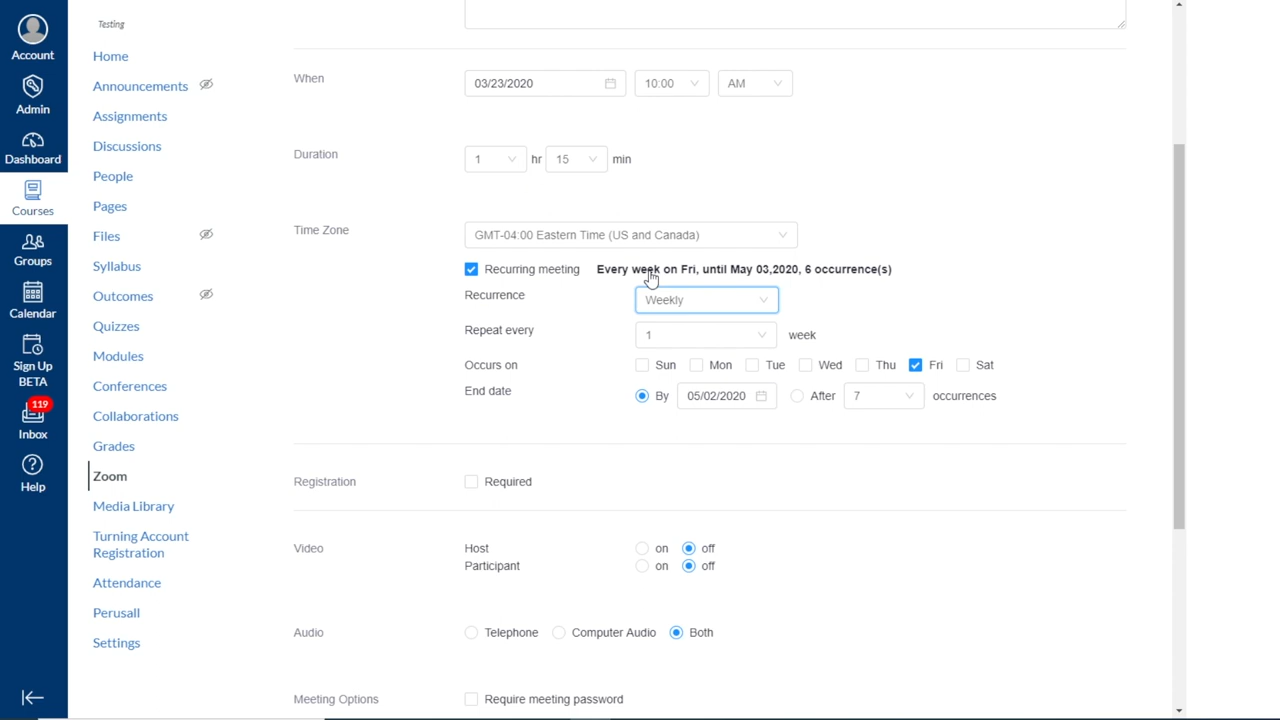 Account
Admin
Dashboard
Courses
Groups
Calendar
Sign Up
BETA
119
Inbox
Help
Testing
Home
Announcements
Assignments
Discussions
People
Pages
Files
Syllabus
Outcomes
Quizzes
Modules
Conferences
Collaborations
Grades
Zoom
Media Library
Turning Account
Registration
Attendance
Perusall
Settings
When 03/23/2020 10:00 AM
Duration 1 hr 15 min
Time Zone GMT-04:00 Eastern Time (US and Canada)
Recurring meeting Every week on Fri, until May 03,2020, 6 occurrence(s)
Recurrence Weekly
Repeat every 1 week
Occurs on Sun Mon Tue Wed Thu Fri Sat
End date By 05/02/2020 After 7 occurrences
Registration Required
Video Host on off
Participant on off
Audio Telephone Computer Audio Both
Meeting Options Require meeting password